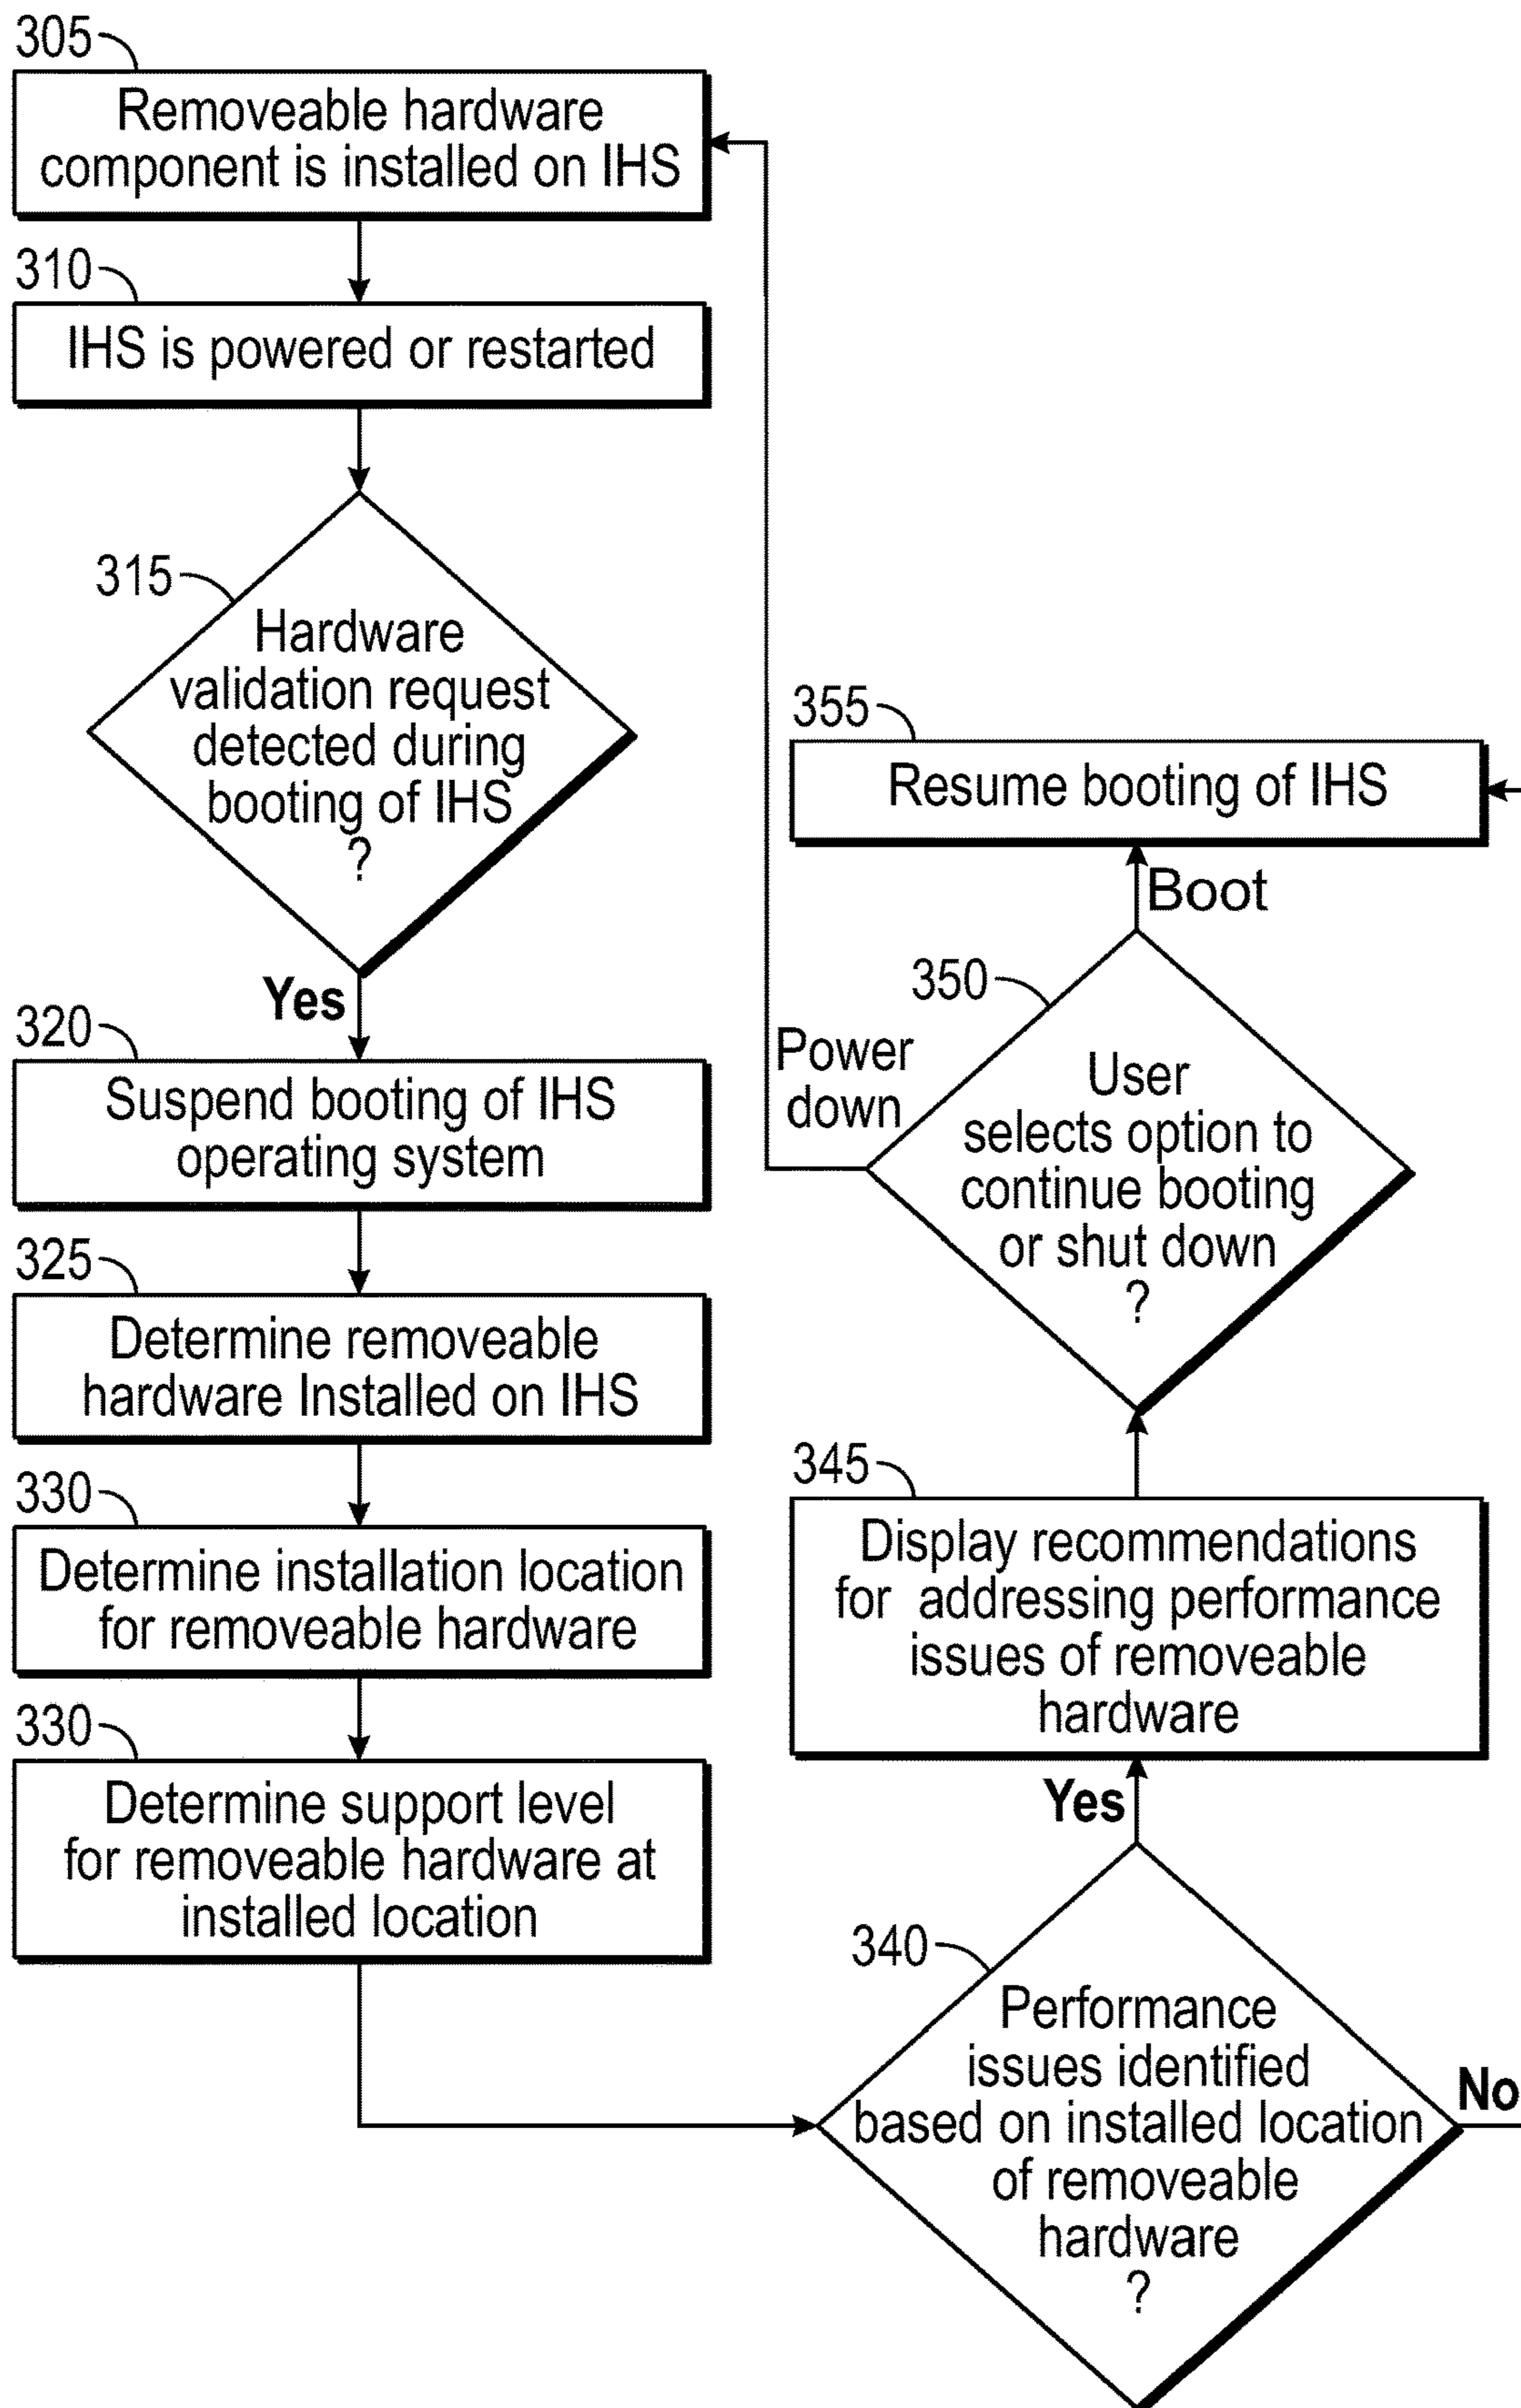 305
Removeable hardware
component is installed on IHS
310
IHS is powered or restarted
315
Hardware
validation request
detected during
booting of IHS
?
Yes
320
Suspend booting of IHS
operating system
325
Determine removeable
hardware Installed on IHS
330
Determine installation location
for removeable hardware
330
Determine support level
for removeable hardware at
installed location
340
Performance
issues identified
based on installed location
of removeable
hardware
?
No
Yes
345
Display recommendations
for addressing performance
issues of removeable
hardware
350
User
selects option to
continue booting
or shut down
?
Power
down
Boot
355
Resume booting of IHS